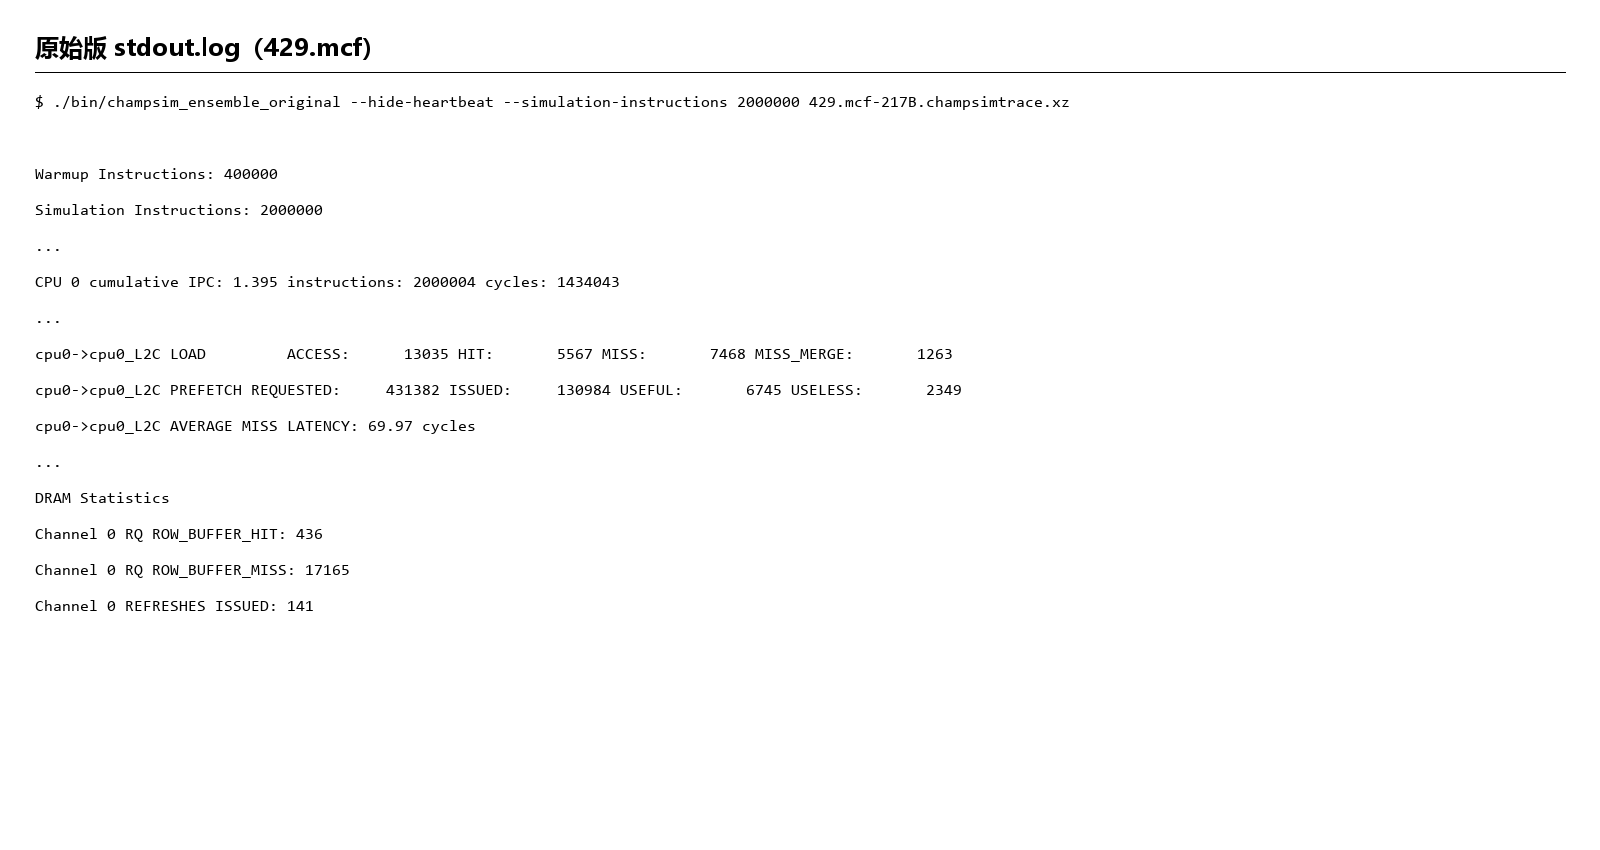 原始版 stdout.log（429.mcf）
$ ./bin/champsim_ensemble_original --hide-heartbeat --simulation-instructions 2000000 429.mcf-217B.champsimtrace.xz
Warmup Instructions: 400000
Simulation Instructions: 2000000
...
CPU 0 cumulative IPC: 1.395 instructions: 2000004 cycles: 1434043
...
cpu0->cpu0_L2C LOAD         ACCESS:      13035 HIT:       5567 MISS:       7468 MISS_MERGE:       1263
cpu0->cpu0_L2C PREFETCH REQUESTED:     431382 ISSUED:     130984 USEFUL:       6745 USELESS:       2349
cpu0->cpu0_L2C AVERAGE MISS LATENCY: 69.97 cycles
...
DRAM Statistics
Channel 0 RQ ROW_BUFFER_HIT: 436
Channel 0 RQ ROW_BUFFER_MISS: 17165
Channel 0 REFRESHES ISSUED: 141